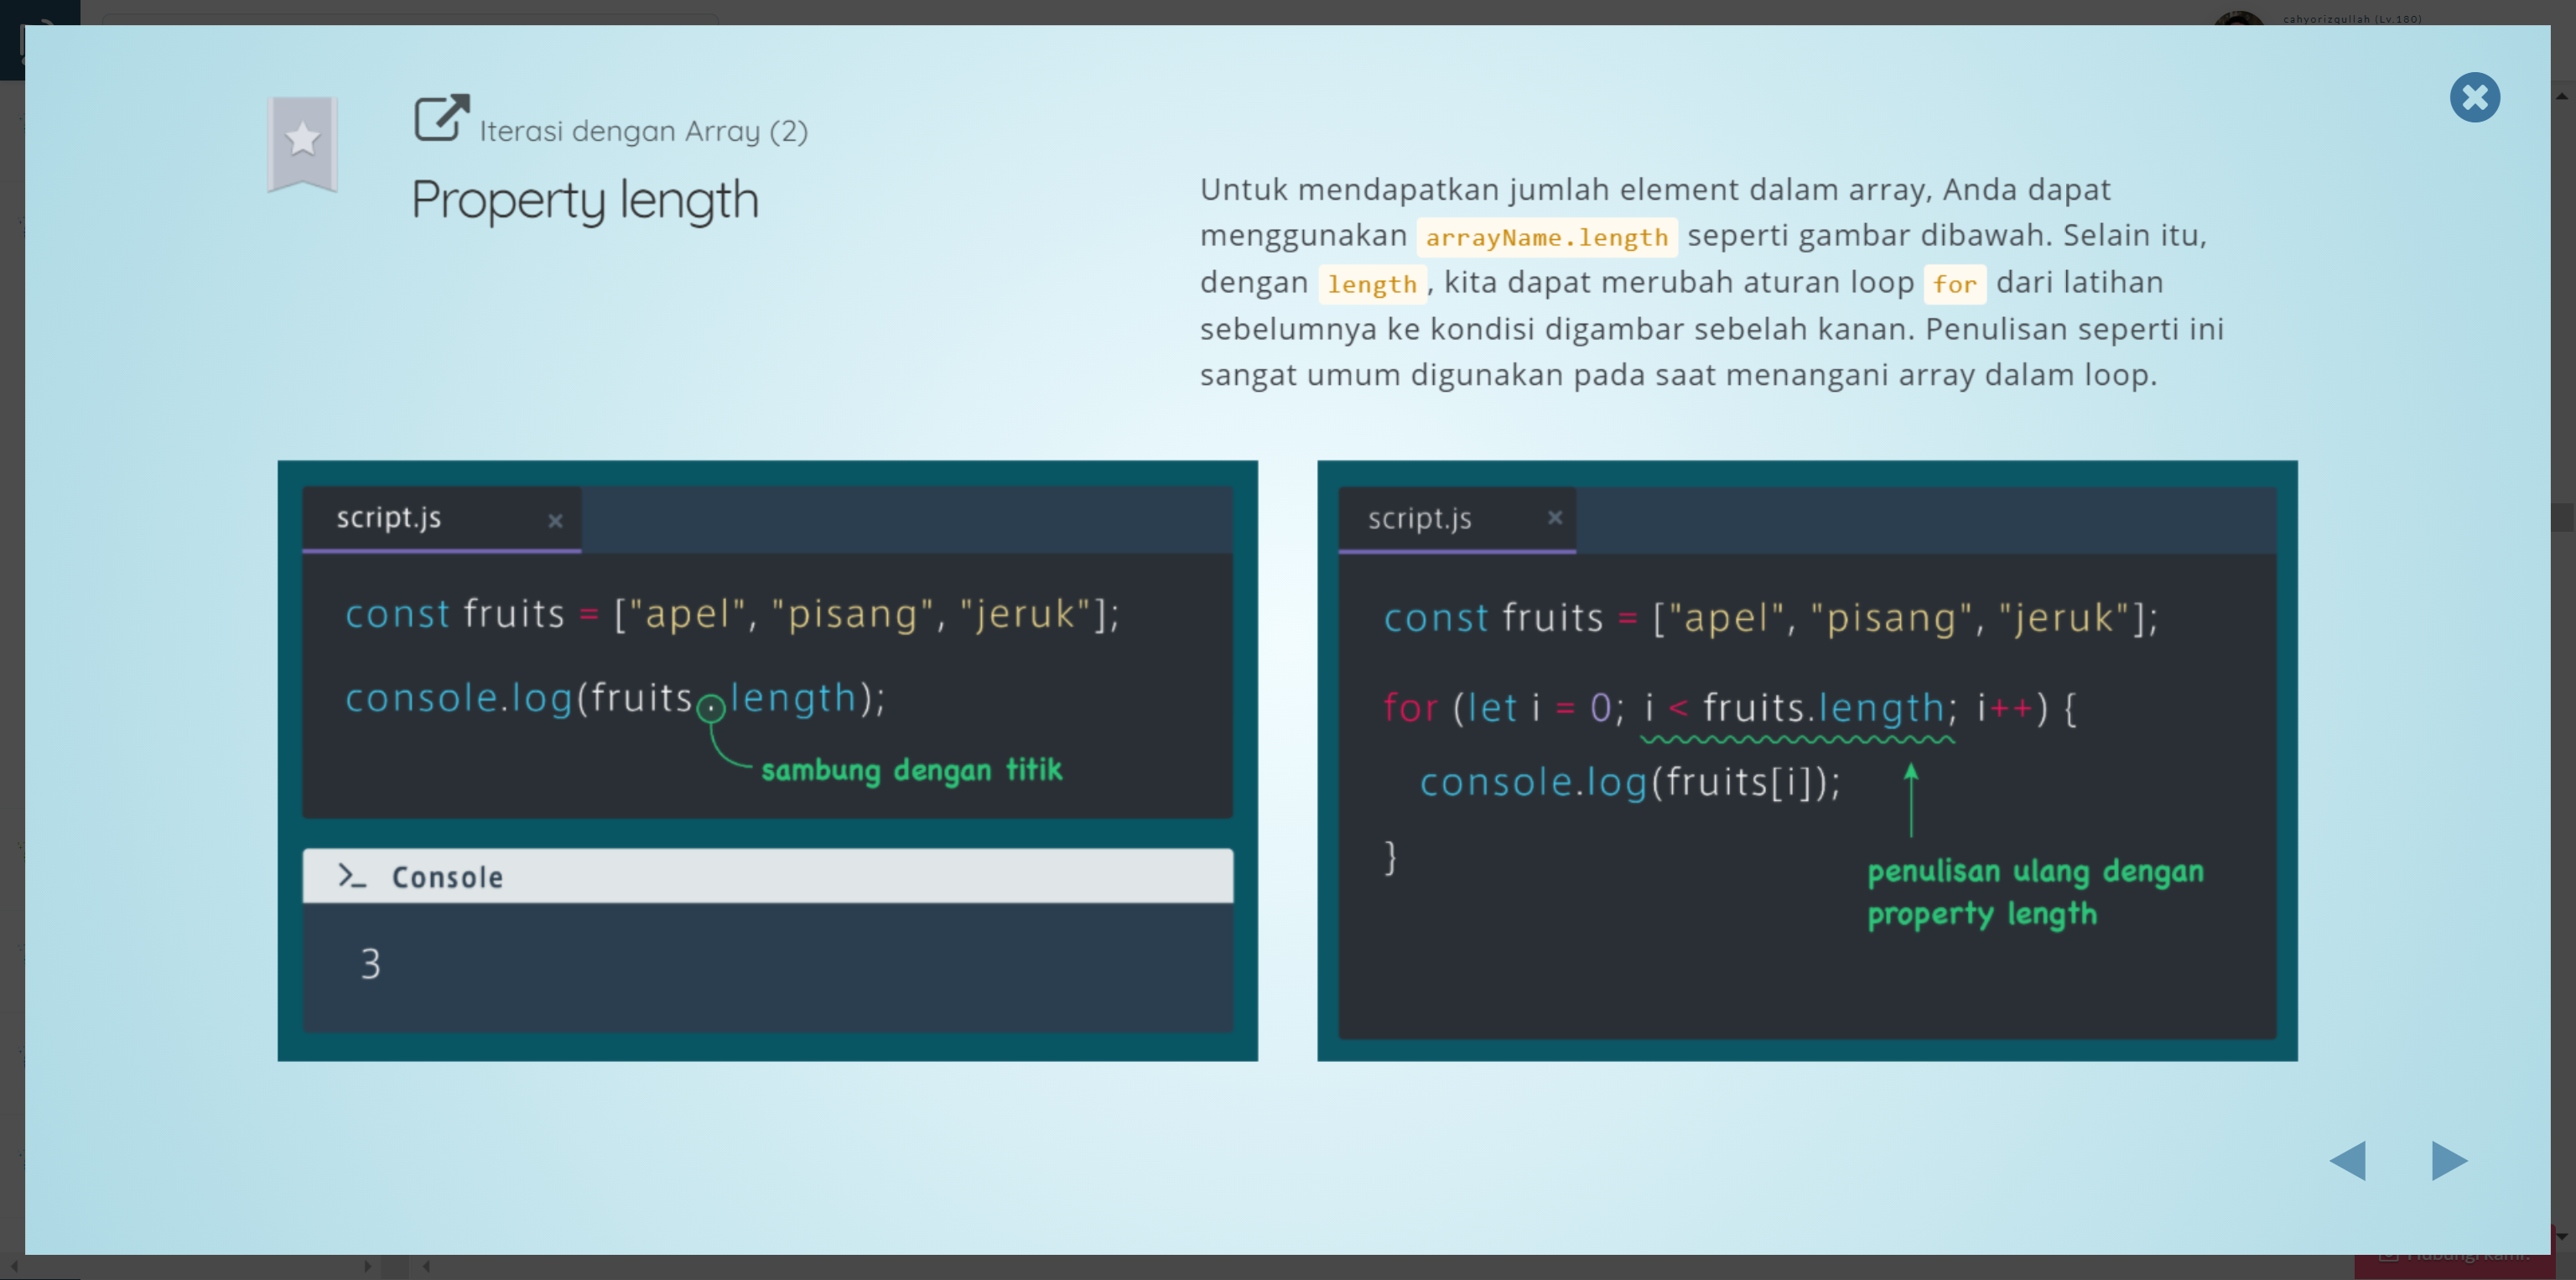 cahyorizqullah (Lv.180)
Iterasi dengan Array (2)
Property length
Untuk mendapatkan jumlah element dalam array, Anda dapat
menggunakan arrayName.length seperti gambar dibawah. Selain itu,
dengan length, kita dapat merubah aturan loop for dari latihan
sebelumnya ke kondisi digambar sebelah kanan. Penulisan seperti ini
sangat umum digunakan pada saat menangani array dalam loop.
script.js
const fruits = ["apel", "pisang", "jeruk"];
console.log(fruits.length);
sambung dengan titik
Console
3
script.js
const fruits = ["apel", "pisang", "jeruk"];
for (let i = 0; i < fruits.length; i++) {
console.log(fruits[i]);
}
penulisan ulang dengan
property length